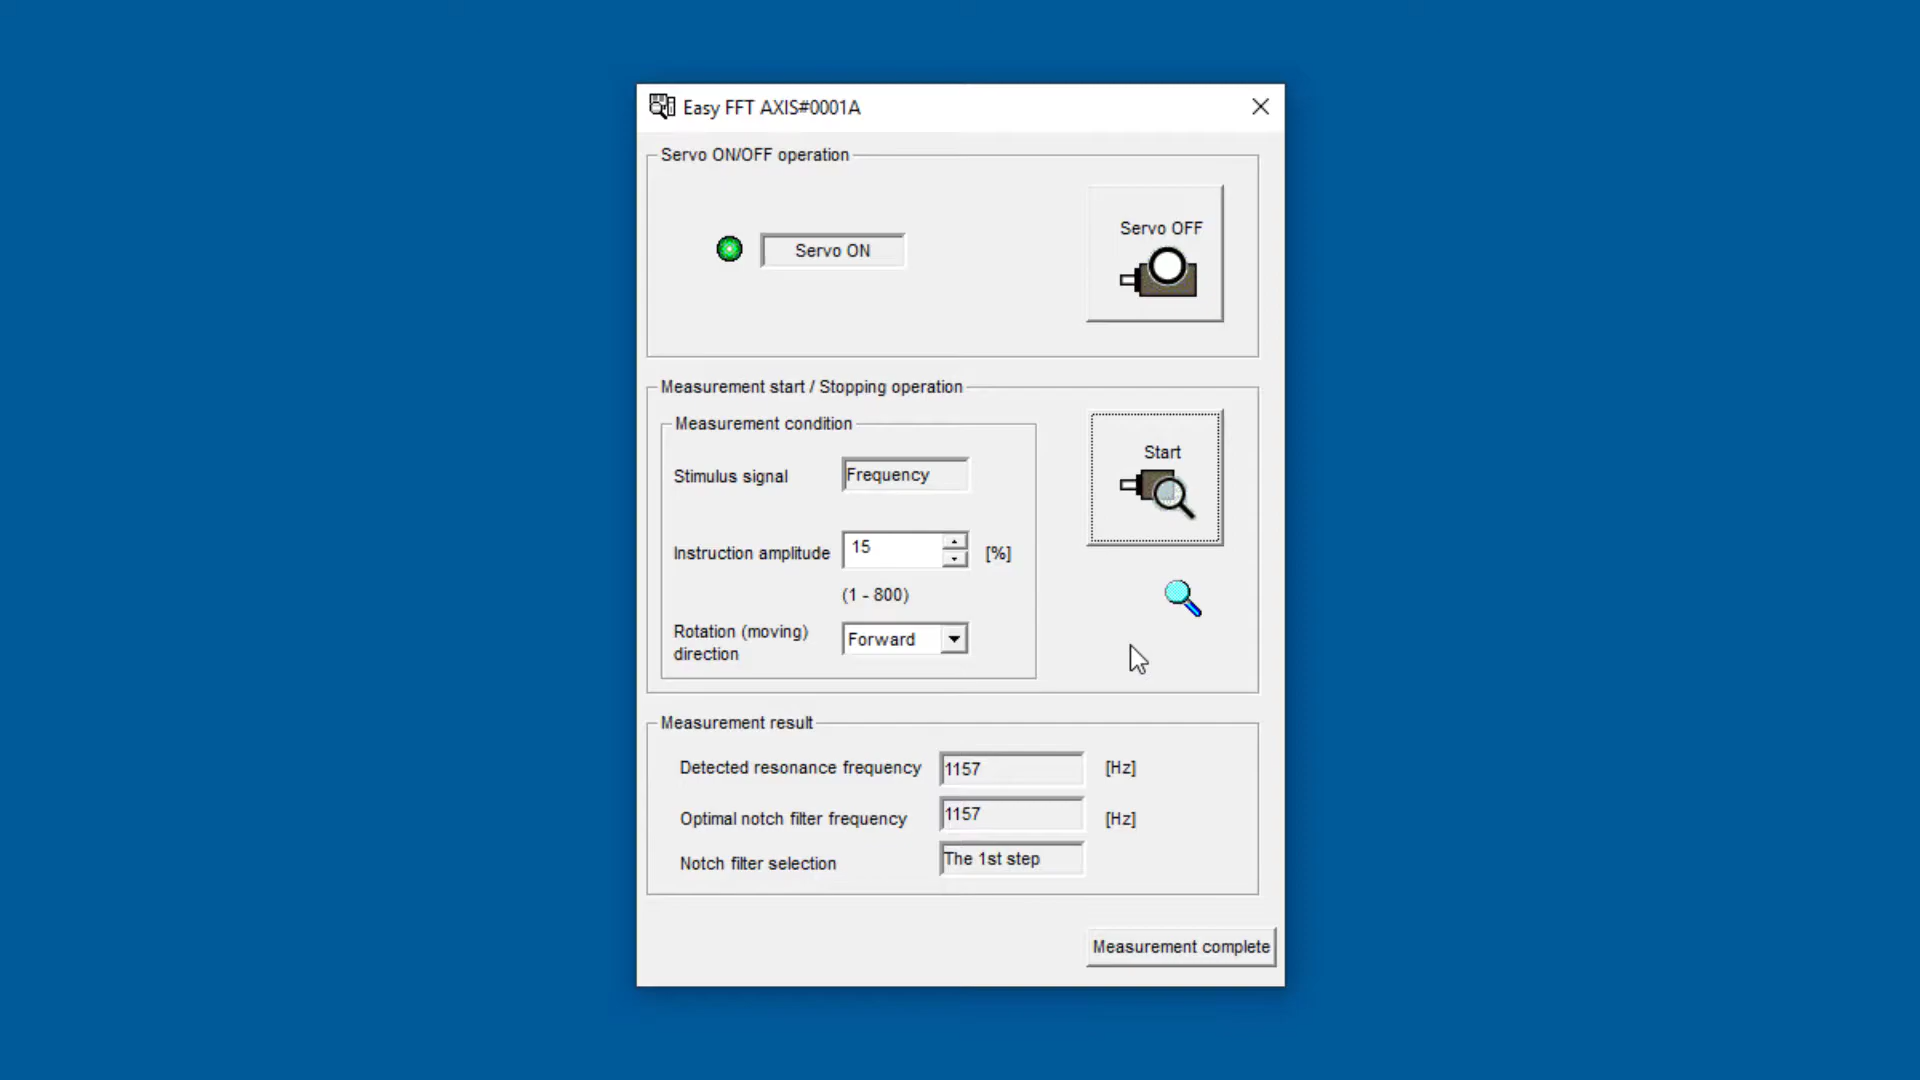 Easy FFT AXIS#0001A
Servo ON/OFF operation
Servo ON
Servo OFF
Measurement start / Stopping operation
Measurement condition
Stimulus signal
Frequency
Start
Instruction amplitude
15
[%]
(1 - 800)
Rotation (moving)
direction
Forward
Measurement result
Detected resonance frequency
1157
[Hz]
Optimal notch filter frequency
1157
[Hz]
Notch filter selection
The 1st step
Measurement complete